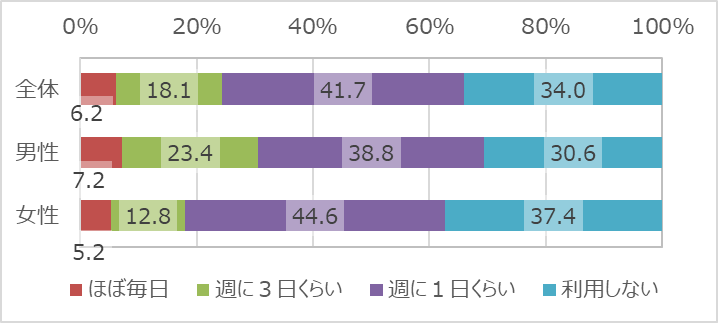 0% 20% 40% 60% 80% 100%
全体 18.1 41.7 34.0
6.2
男性 23.4 38.8 30.6
7.2
女性 12.8 44.6 37.4
5.2
ほぼ毎日 週に３日くらい 週に１日くらい 利用しない